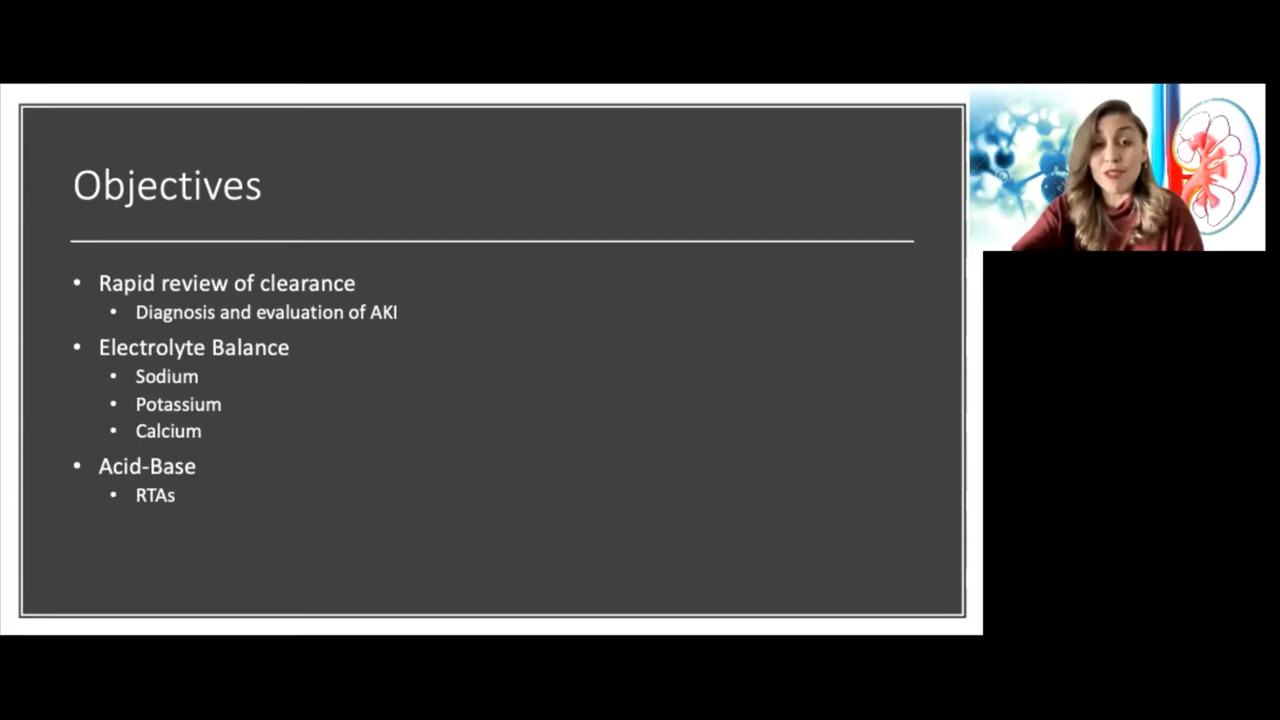 Objectives
• Rapid review of clearance
• Diagnosis and evaluation of AKI
• Electrolyte Balance
• Sodium
• Potassium
• Calcium
• Acid-Base
• RTAs